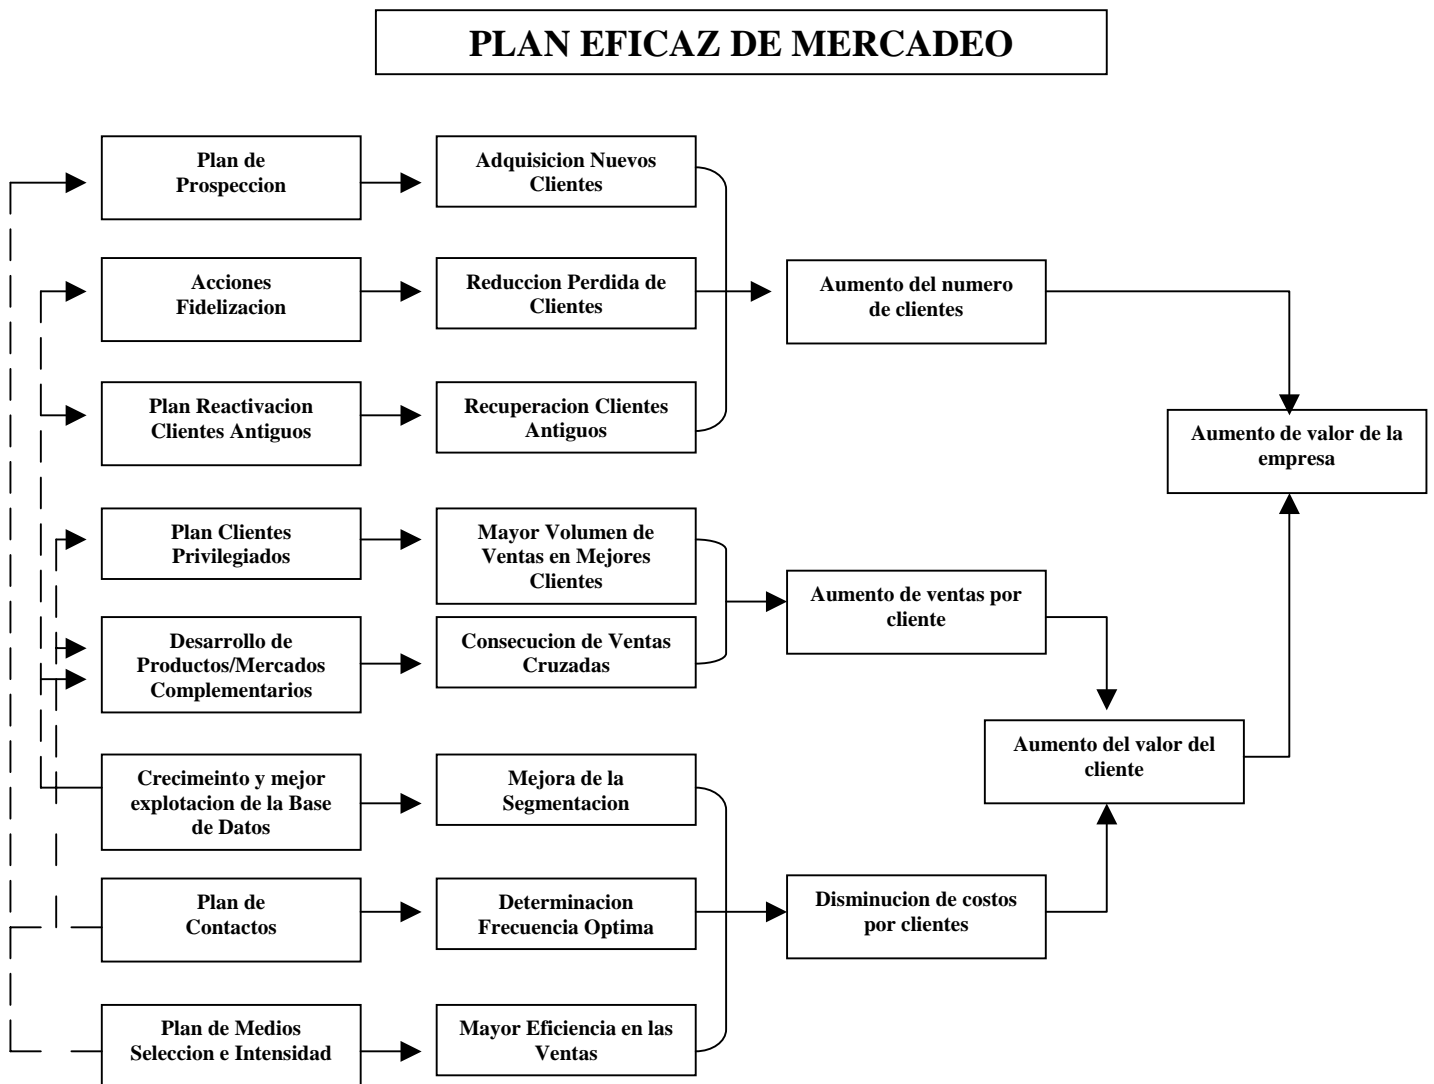 PLAN EFICAZ DE MERCADEO
Plan de
Prospeccion
Adquisicion Nuevos
Clientes
Acciones
Fidelizacion
Reduccion Perdida de
Clientes
Aumento del numero
de clientes
Plan Reactivacion
Clientes Antiguos
Recuperacion Clientes
Antiguos
Aumento de valor de la
empresa
Plan Clientes
Privilegiados
Mayor Volumen de
Ventas en Mejores
Clientes
Aumento de ventas por
cliente
Desarrollo de
Productos/Mercados
Complementarios
Consecucion de Ventas
Cruzadas
Aumento del valor del
cliente
Crecimeinto y mejor
explotacion de la Base
de Datos
Mejora de la
Segmentacion
Plan de
Contactos
Determinacion
Frecuencia Optima
Disminucion de costos
por clientes
Plan de Medios
Seleccion e Intensidad
Mayor Eficiencia en las
Ventas